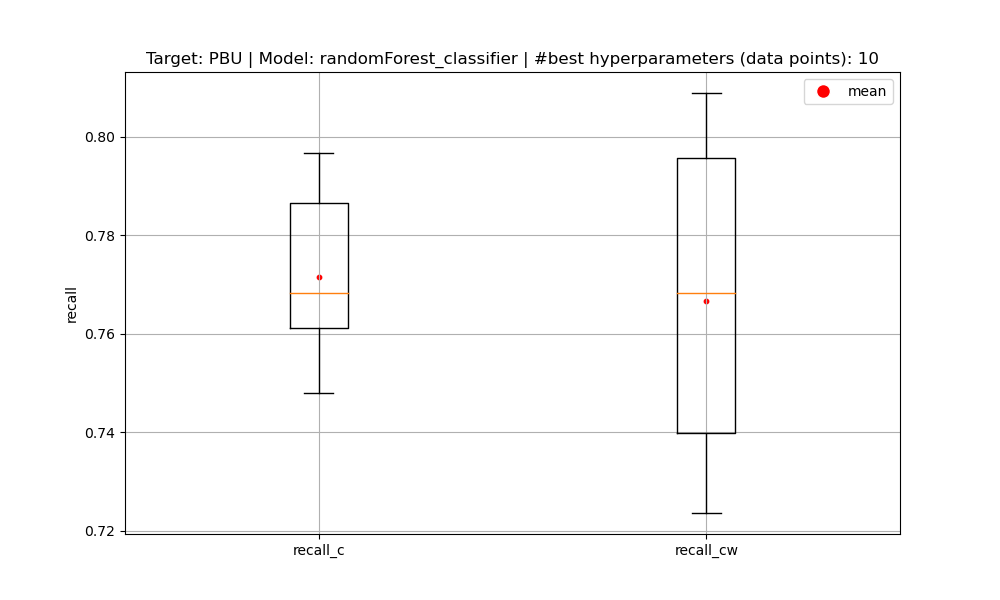 Target: PBU | Model: randomForest_classifier | #best hyperparameters (data points): 10
mean
0.80
0.78
0.76
0.74
0.72
recall
recall_c
recall_cw